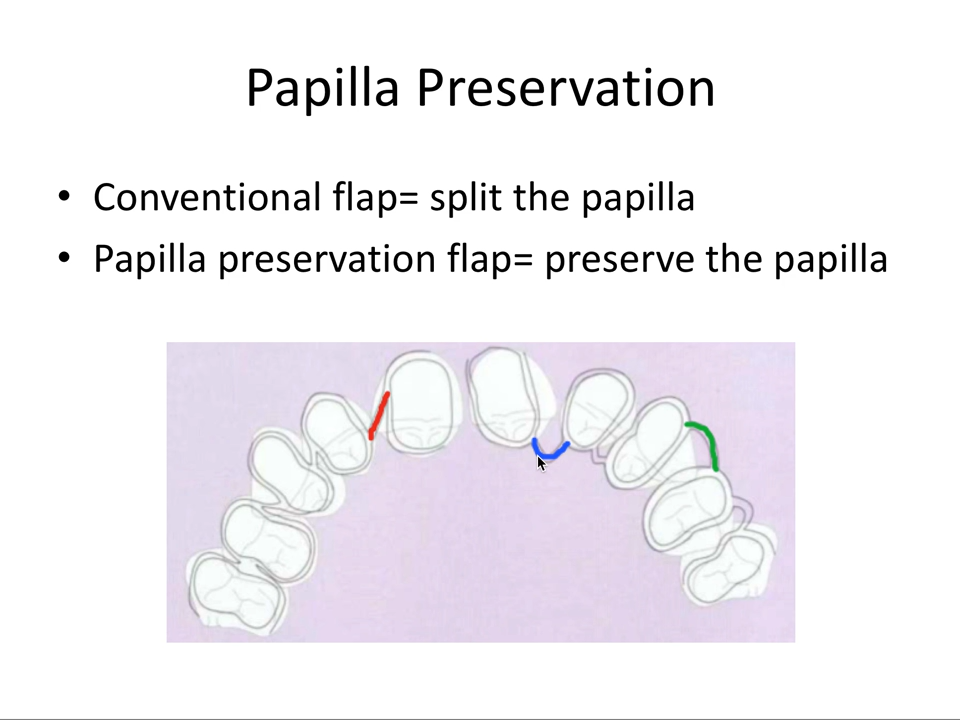 Papilla Preservation
• Conventional flap= split the papilla
• Papilla preservation flap= preserve the papilla